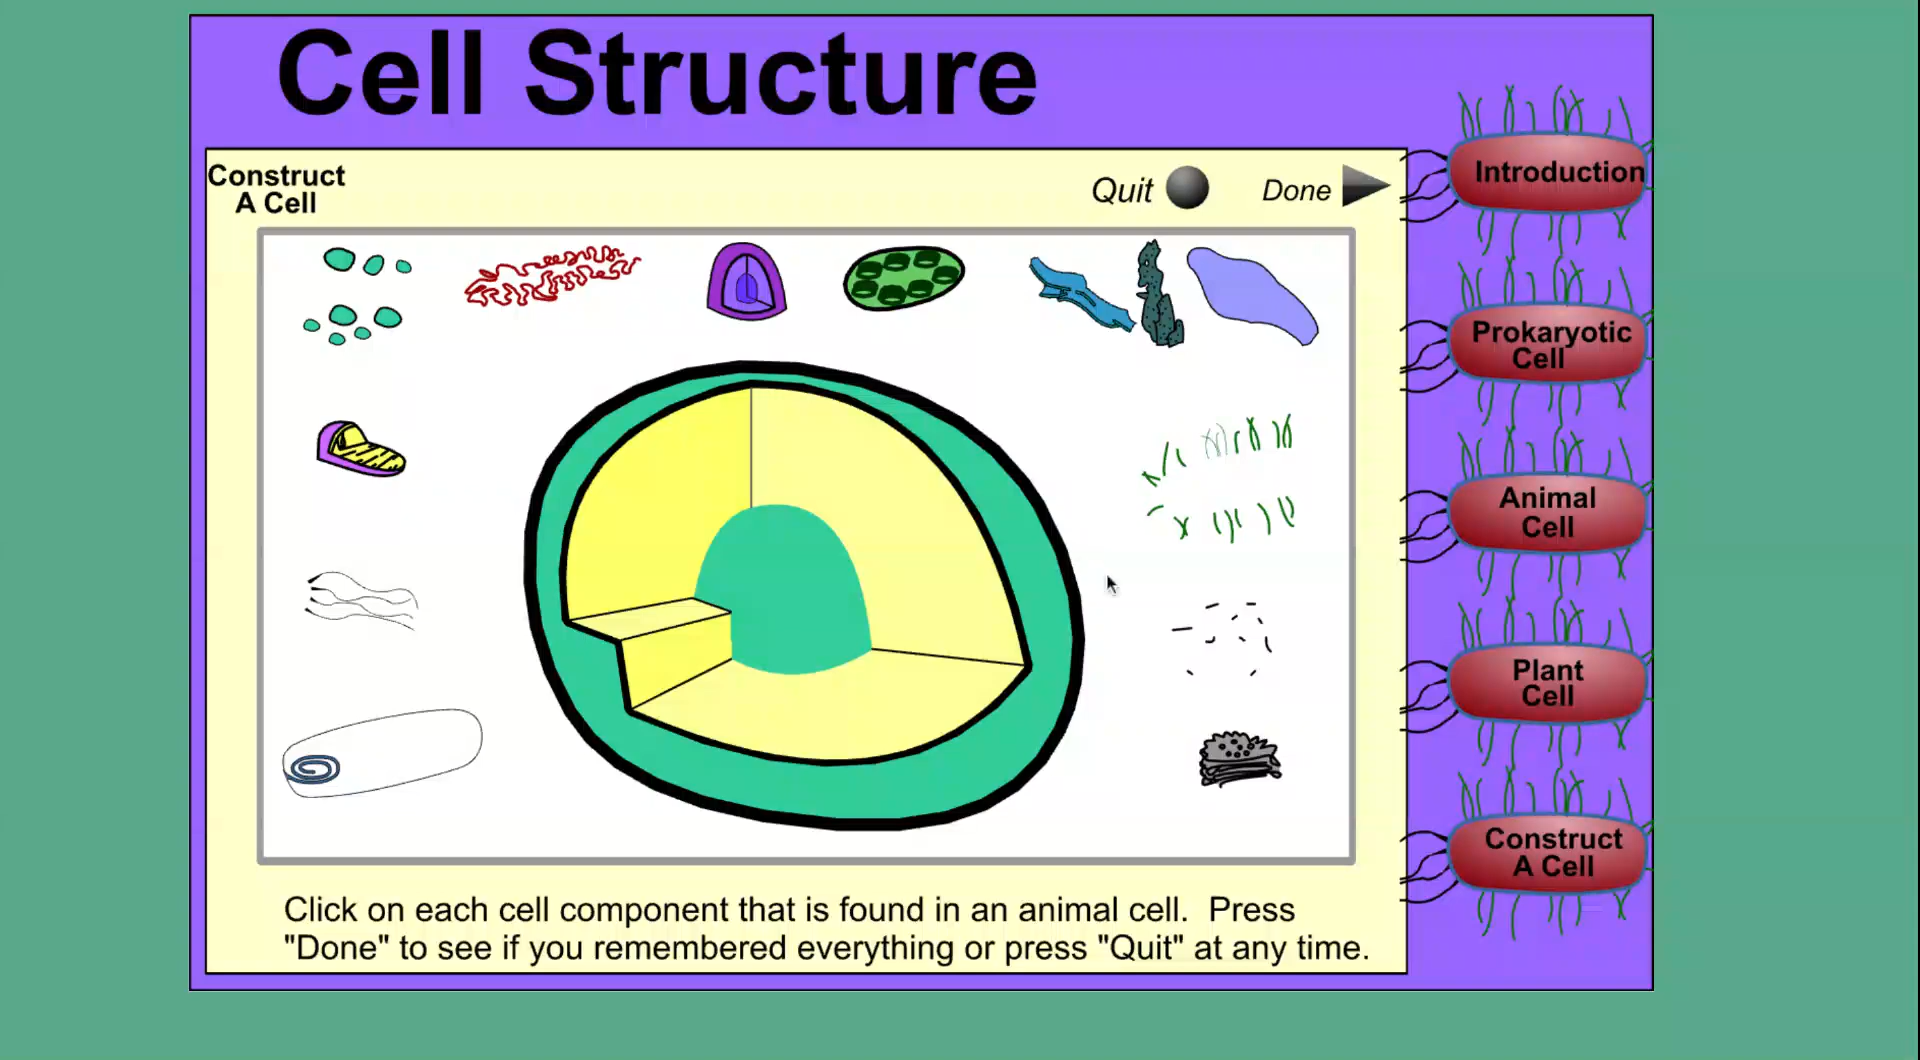 Cell Structure
Construct
A Cell
Quit
Done
Introduction
Prokaryotic
Cell
Animal
Cell
Plant
Cell
Construct
A Cell
Click on each cell component that is found in an animal cell.  Press
"Done" to see if you remembered everything or press "Quit" at any time.